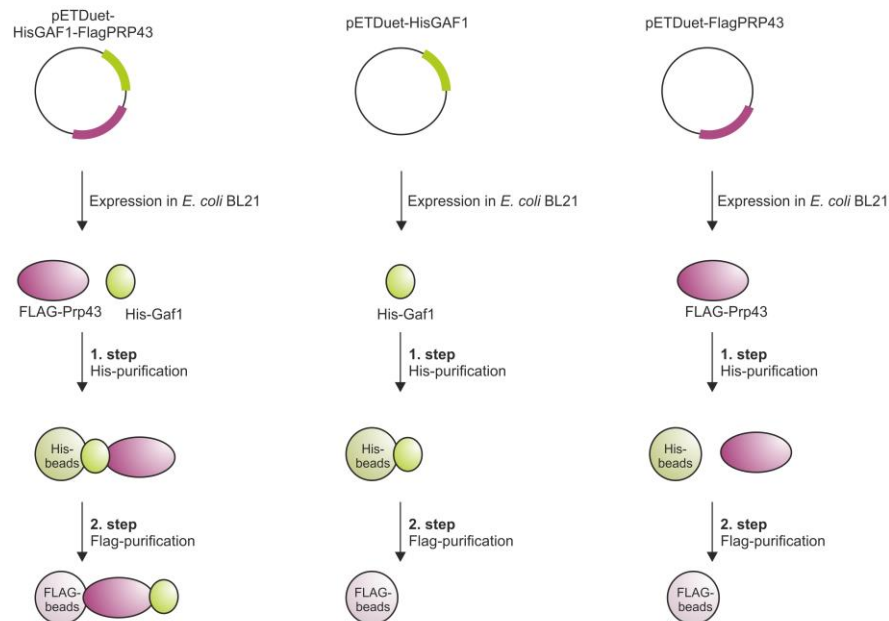 pETDuet-
HisGAF1-FlagPRP43
Expression in E. coli BL21
FLAG-Prp43
His-Gaf1
1. step
His-purification
His-
beads
2. step
Flag-purification
FLAG-
beads
pETDuet-HisGAF1
Expression in E. coli BL21
His-Gaf1
1. step
His-purification
His-
beads
2. step
Flag-purification
FLAG-
beads
pETDuet-FlagPRP43
Expression in E. coli BL21
FLAG-Prp43
1. step
His-purification
His-
beads
2. step
Flag-purification
FLAG-
beads